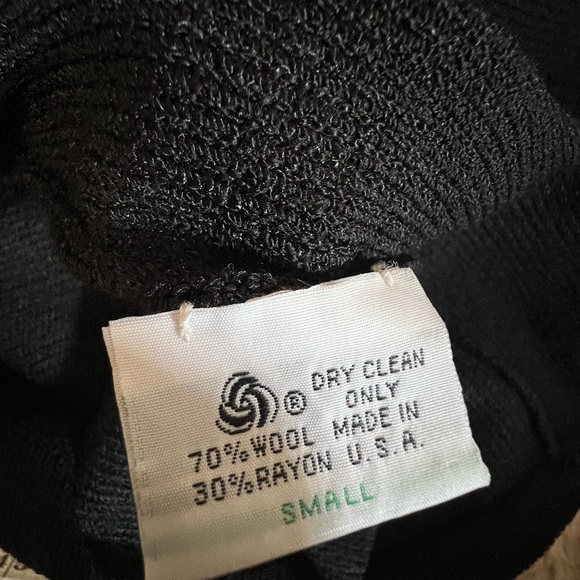 ® DRY CLEAN
ONLY
70% WOOL MADE IN
30% RAYON U.S.A.
SMALL